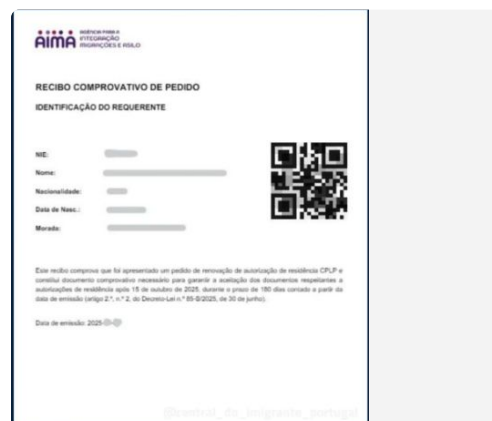 AIMA
AGÊNCIA PARA A
INTEGRAÇÃO
MIGRAÇÕES E ASILO
RECIBO COMPROVATIVO DE PEDIDO
IDENTIFICAÇÃO DO REQUERENTE
NIE:
Nome:
Nacionalidade:
Data de Nasc.:
Morada:
Este recibo comprova que foi apresentado um pedido de renovação de autorização de residência CPLP e
constitui documento comprovativo necessário para garantir a aceitação dos documentos respeitantes a
autorizações de residência após 15 de outubro de 2025, durante o prazo de 180 dias contado a partir da
data de emissão (artigo 2.º, n.º 2, do Decreto-Lei n.º 85-B/2025, de 30 de junho).
Data de emissão: 2025
@central_do_imigrante_portugal